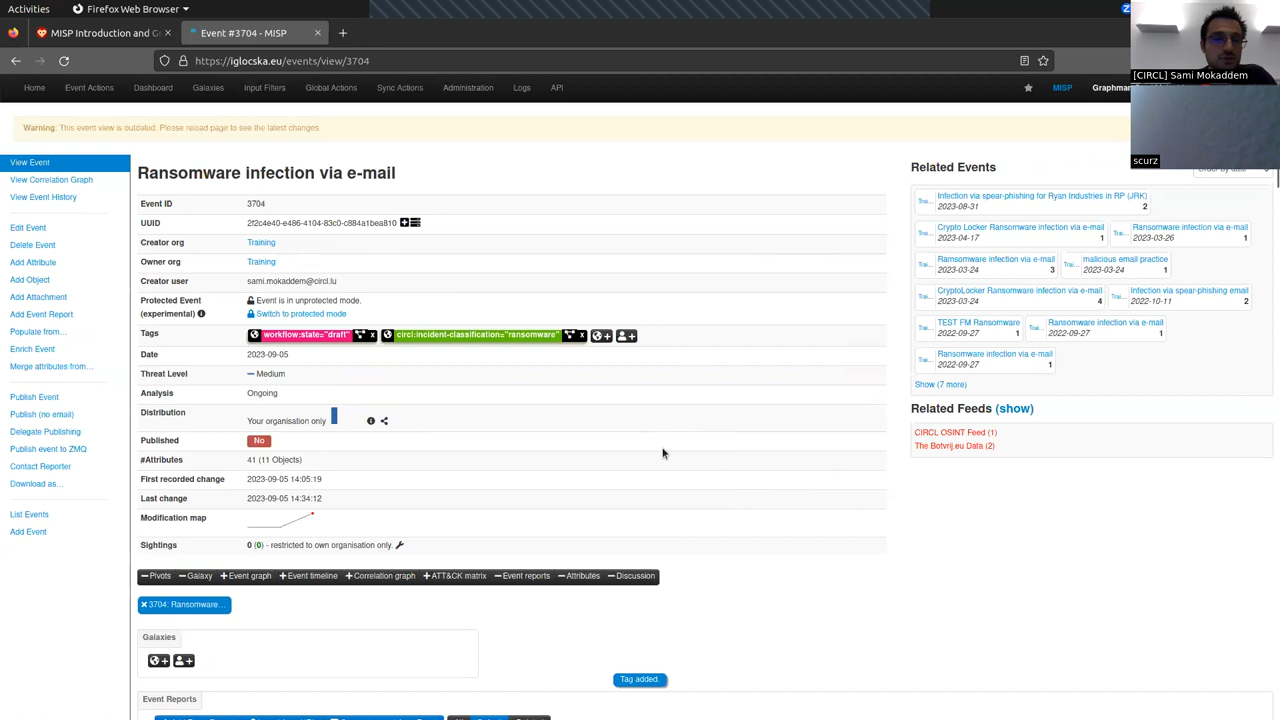 Activities
Firefox Web Browser
MISP Introduction and G
Event #3704 - MISP
https://iglocska.eu/events/view/3704
[CIRCL] Sami Mokaddem
scurz
Home Event Actions Dashboard Galaxies Input Filters Global Actions Sync Actions Administration Logs API
MISP
Warning: This event view is outdated. Please reload page to see the latest changes.
View Event
View Correlation Graph
View Event History
Edit Event
Delete Event
Add Attribute
Add Object
Add Attachment
Add Event Report
Populate from…
Enrich Event
Merge attributes from…
Publish Event
Publish (no email)
Delegate Publishing
Publish event to ZMQ
Contact Reporter
Download as…
List Events
Add Event
Ransomware infection via e-mail
Event ID 3704
UUID 2f2c4e40-e486-4104-83c0-c884a1bea810
Creator org Training
Owner org Training
Creator user sami.mokaddem@circl.lu
Protected Event (experimental) Event is in unprotected mode.
Switch to protected mode
Tags workflow:state="draft" x circl:incident-classification="ransomware" x
Date 2023-09-05
Threat Level Medium
Analysis Ongoing
Distribution Your organisation only
Published No
#Attributes 41 (11 Objects)
First recorded change 2023-09-05 14:05:19
Last change 2023-09-05 14:34:12
Modification map
Sightings 0 (0) - restricted to own organisation only.
Pivots Galaxy Event graph Event timeline Correlation graph ATT&CK matrix Event reports Attributes Discussion
3704: Ransomware…
Galaxies
Event Reports
Tag added.
Related Events
Infection via spear-phishing for Ryan Industries in RP (JRK)
2023-08-31 2
Crypto Locker Ransomware infection via e-mail
2023-04-17 1
Ransomware infection via e-mail
2023-03-26 1
Ransomware infection via e-mail
2023-03-24 3
malicious email practice
2023-03-24 1
CryptoLocker Ransomware infection via e-mail
2023-03-24 4
Infection via spear-phishing email
2022-10-11 2
TEST FM Ransomware
2022-09-27 1
Ransomware infection via e-mail
2022-09-27 1
Ransomware infection via e-mail
2022-09-27 1
Show (7 more)
Related Feeds (show)
CIRCL OSINT Feed (1)
The Botvrij.eu Data (2)